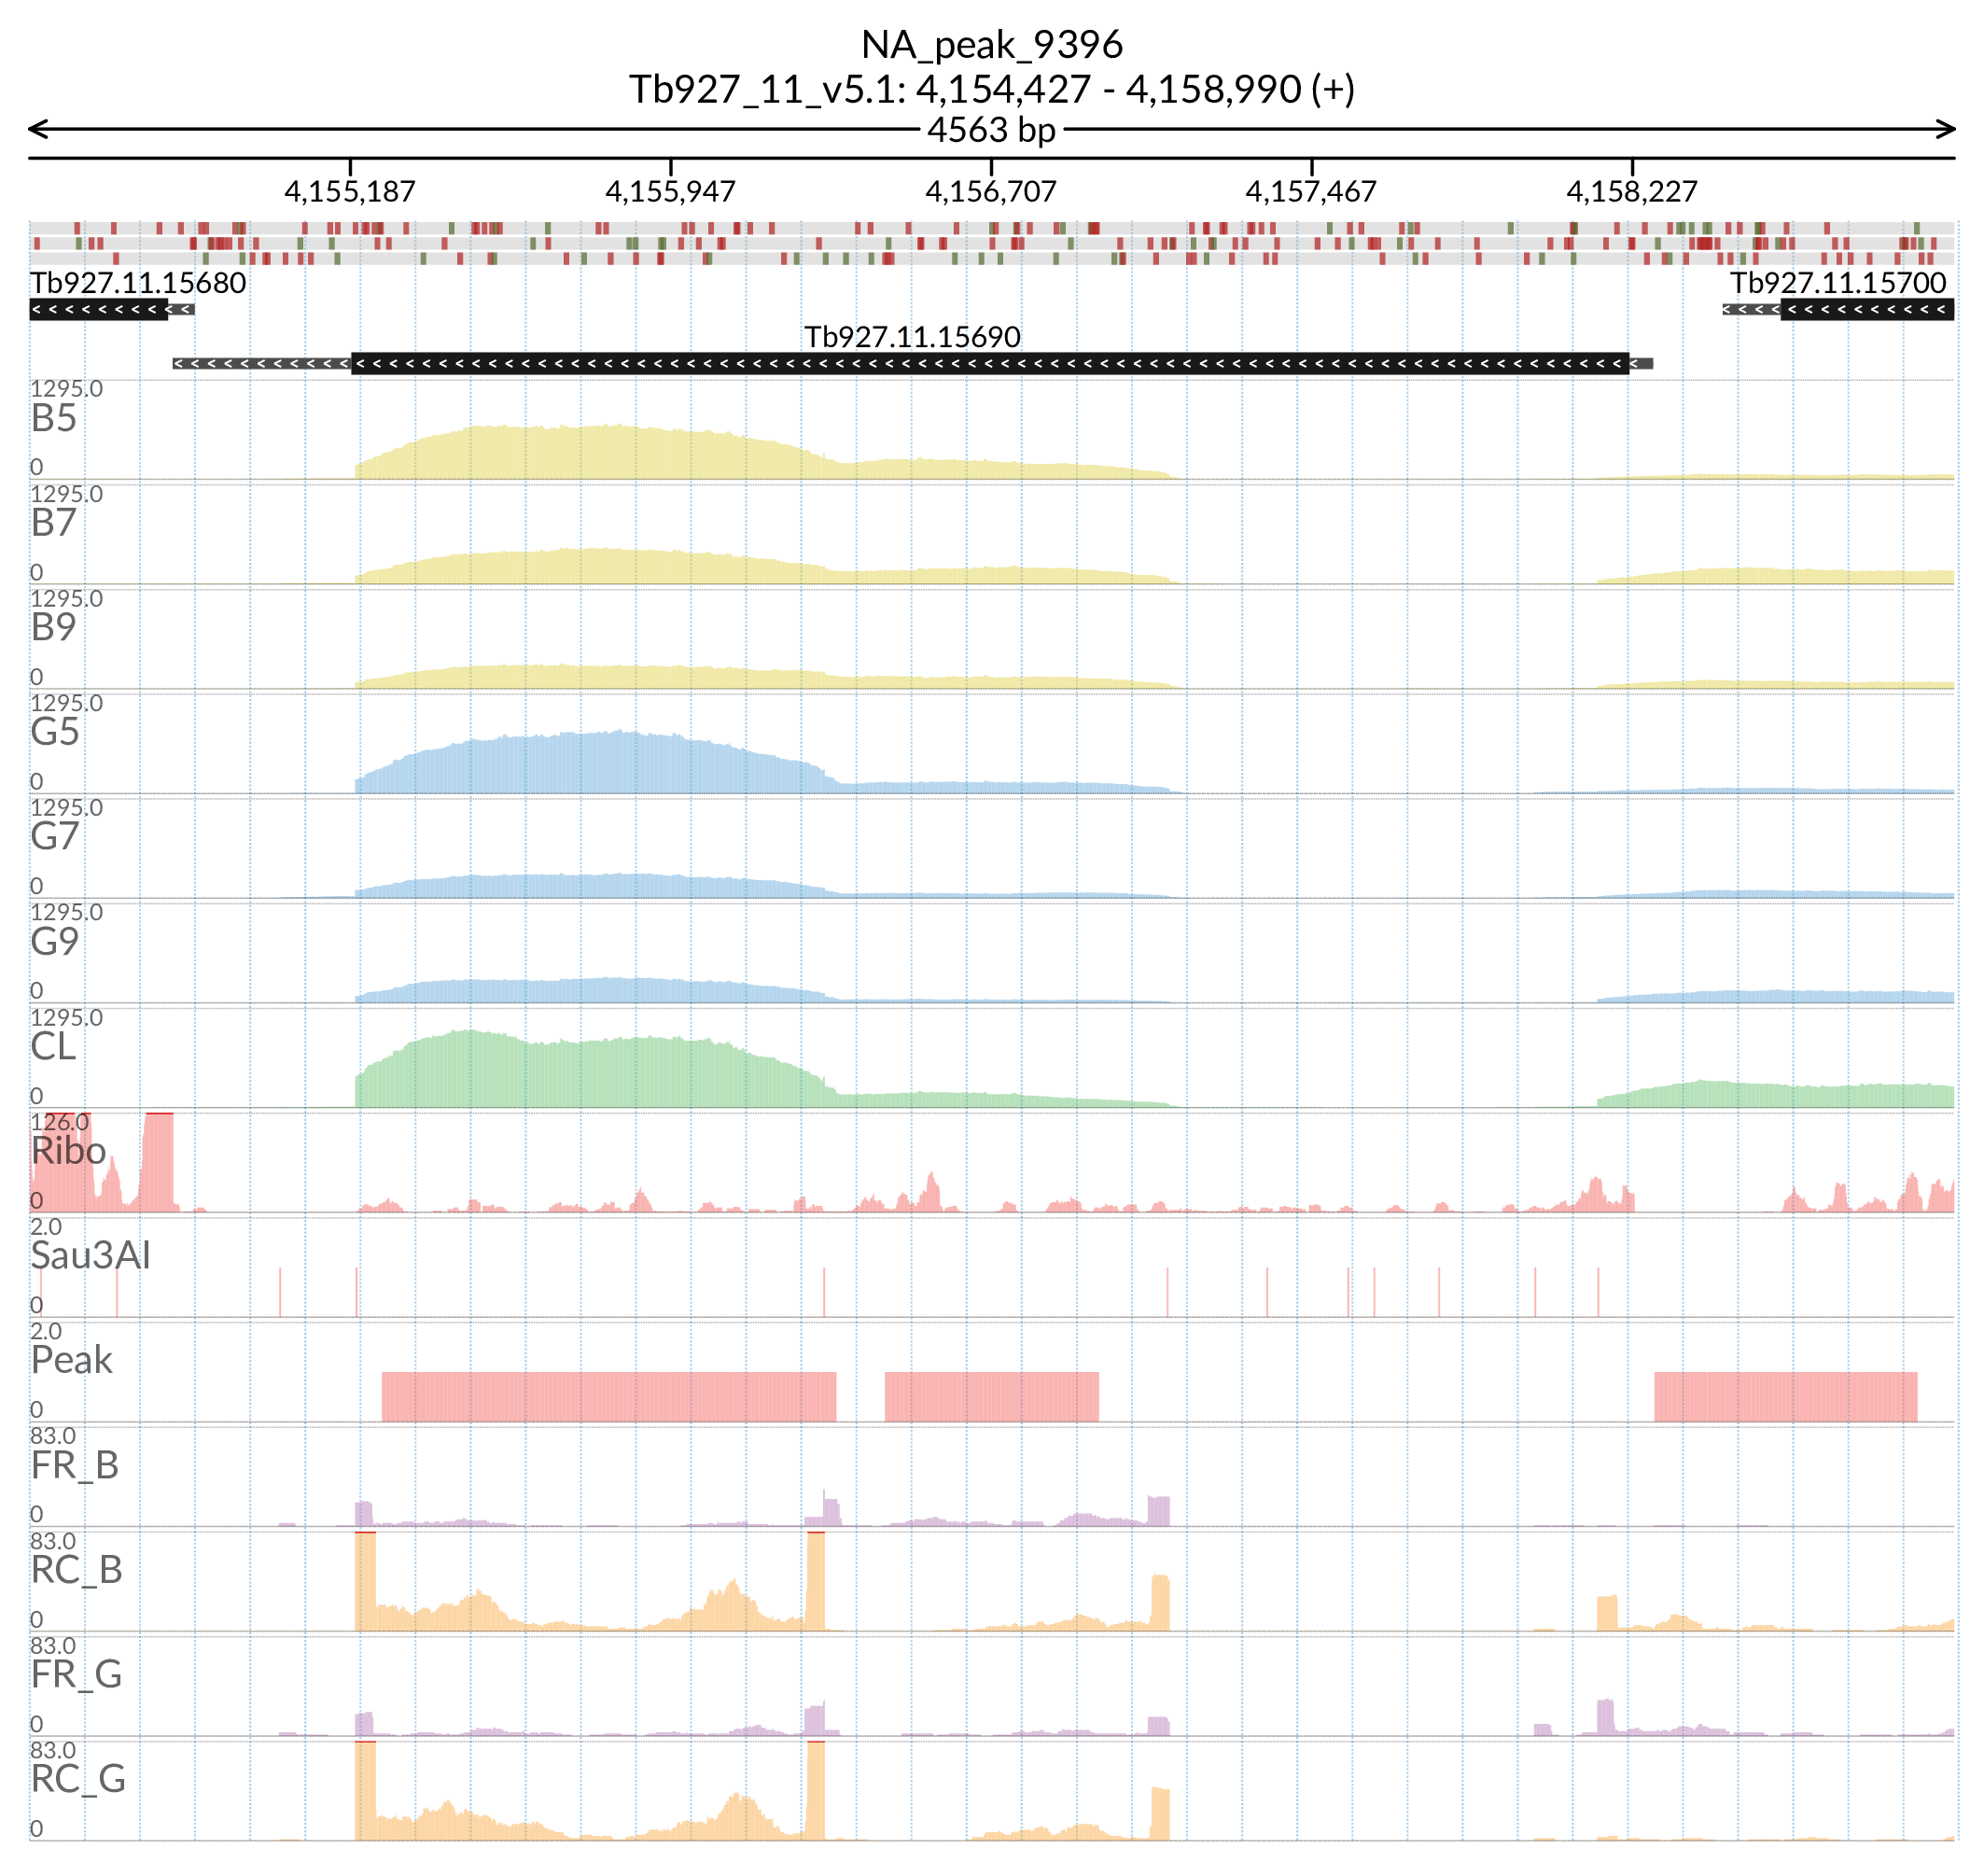 NA_peak_9396
Tb927_11_v5.1: 4,154,427 - 4,158,990 (+)
4563 bp
4,155,187 4,155,947 4,156,707 4,157,467 4,158,227
Tb927.11.15680 Tb927.11.15700
Tb927.11.15690
1295.0
B5
0
1295.0
B7
0
1295.0
B9
0
1295.0
G5
0
1295.0
G7
0
1295.0
G9
0
1295.0
CL
0
126.0
Ribo
0
2.0
Sau3AI
0
2.0
Peak
0
83.0
FR_B
0
83.0
RC_B
0
83.0
FR_G
0
83.0
RC_G
0